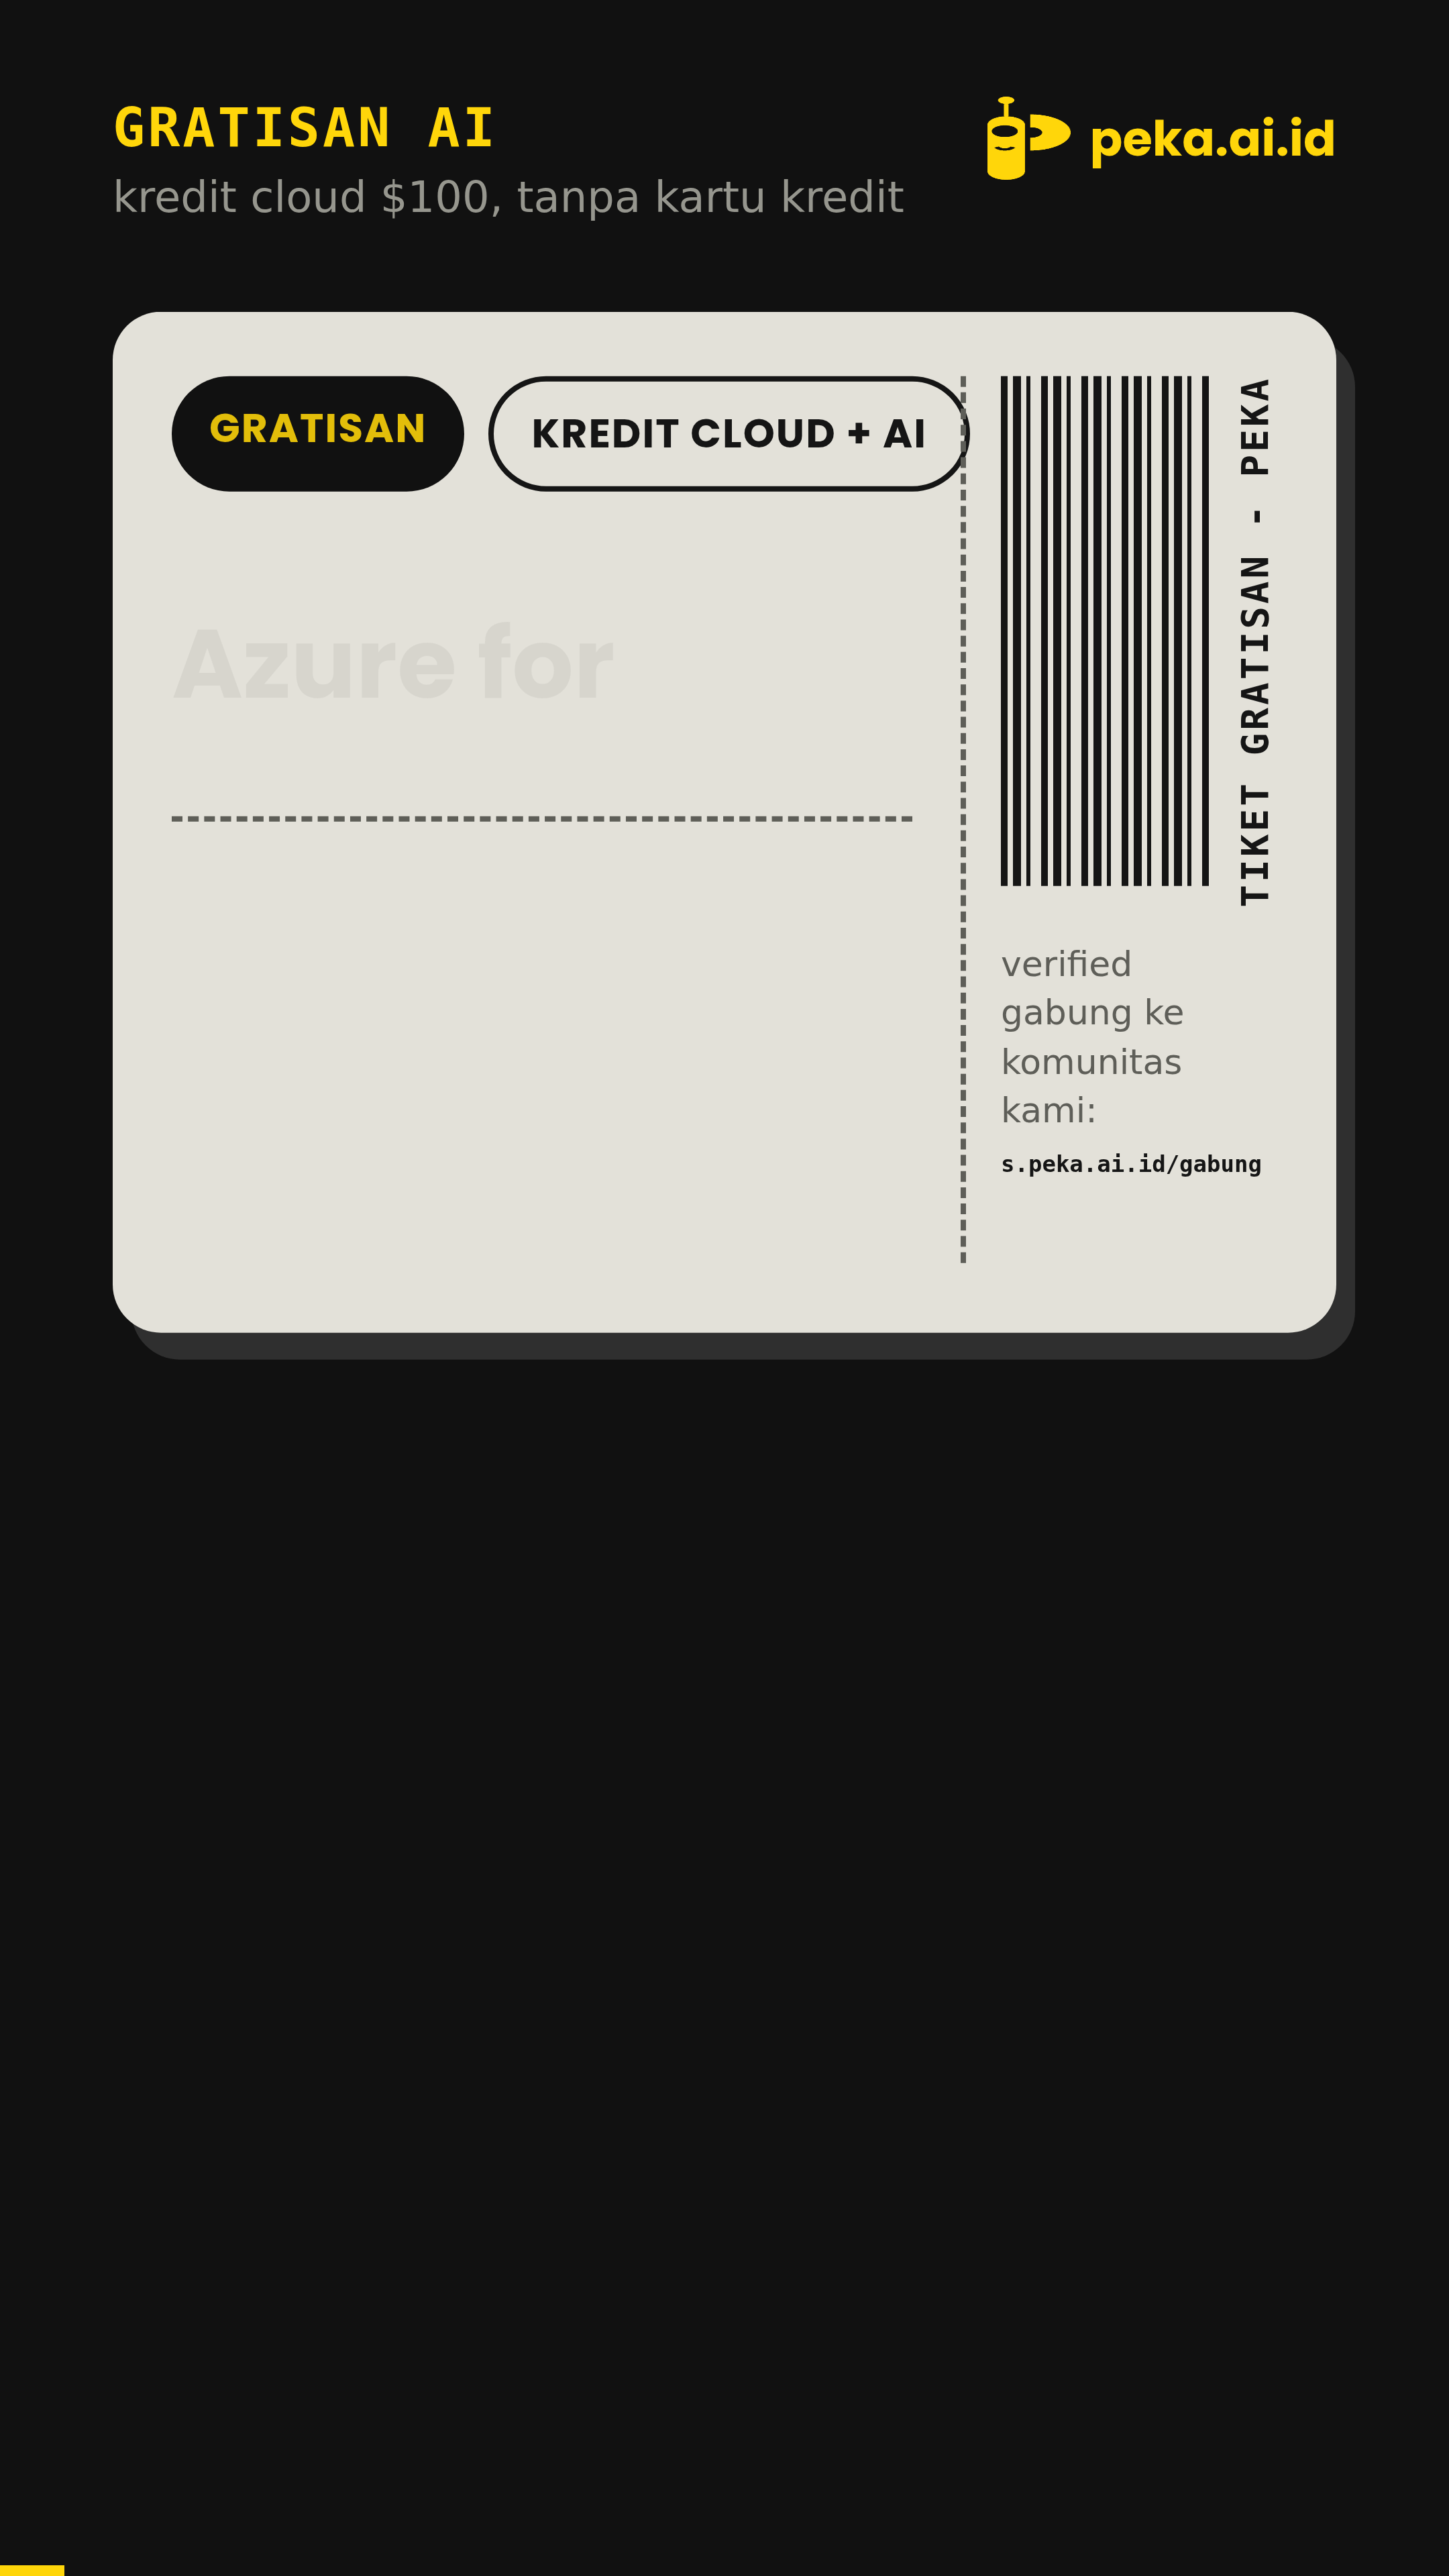 GRATISAN AI
kredit cloud $100, tanpa kartu kredit
peka.ai.id
GRATISAN
KREDIT CLOUD + AI
Azure for
TIKET GRATISAN - PEKA
verified
gabung ke
komunitas
kami:
s.peka.ai.id/gabung